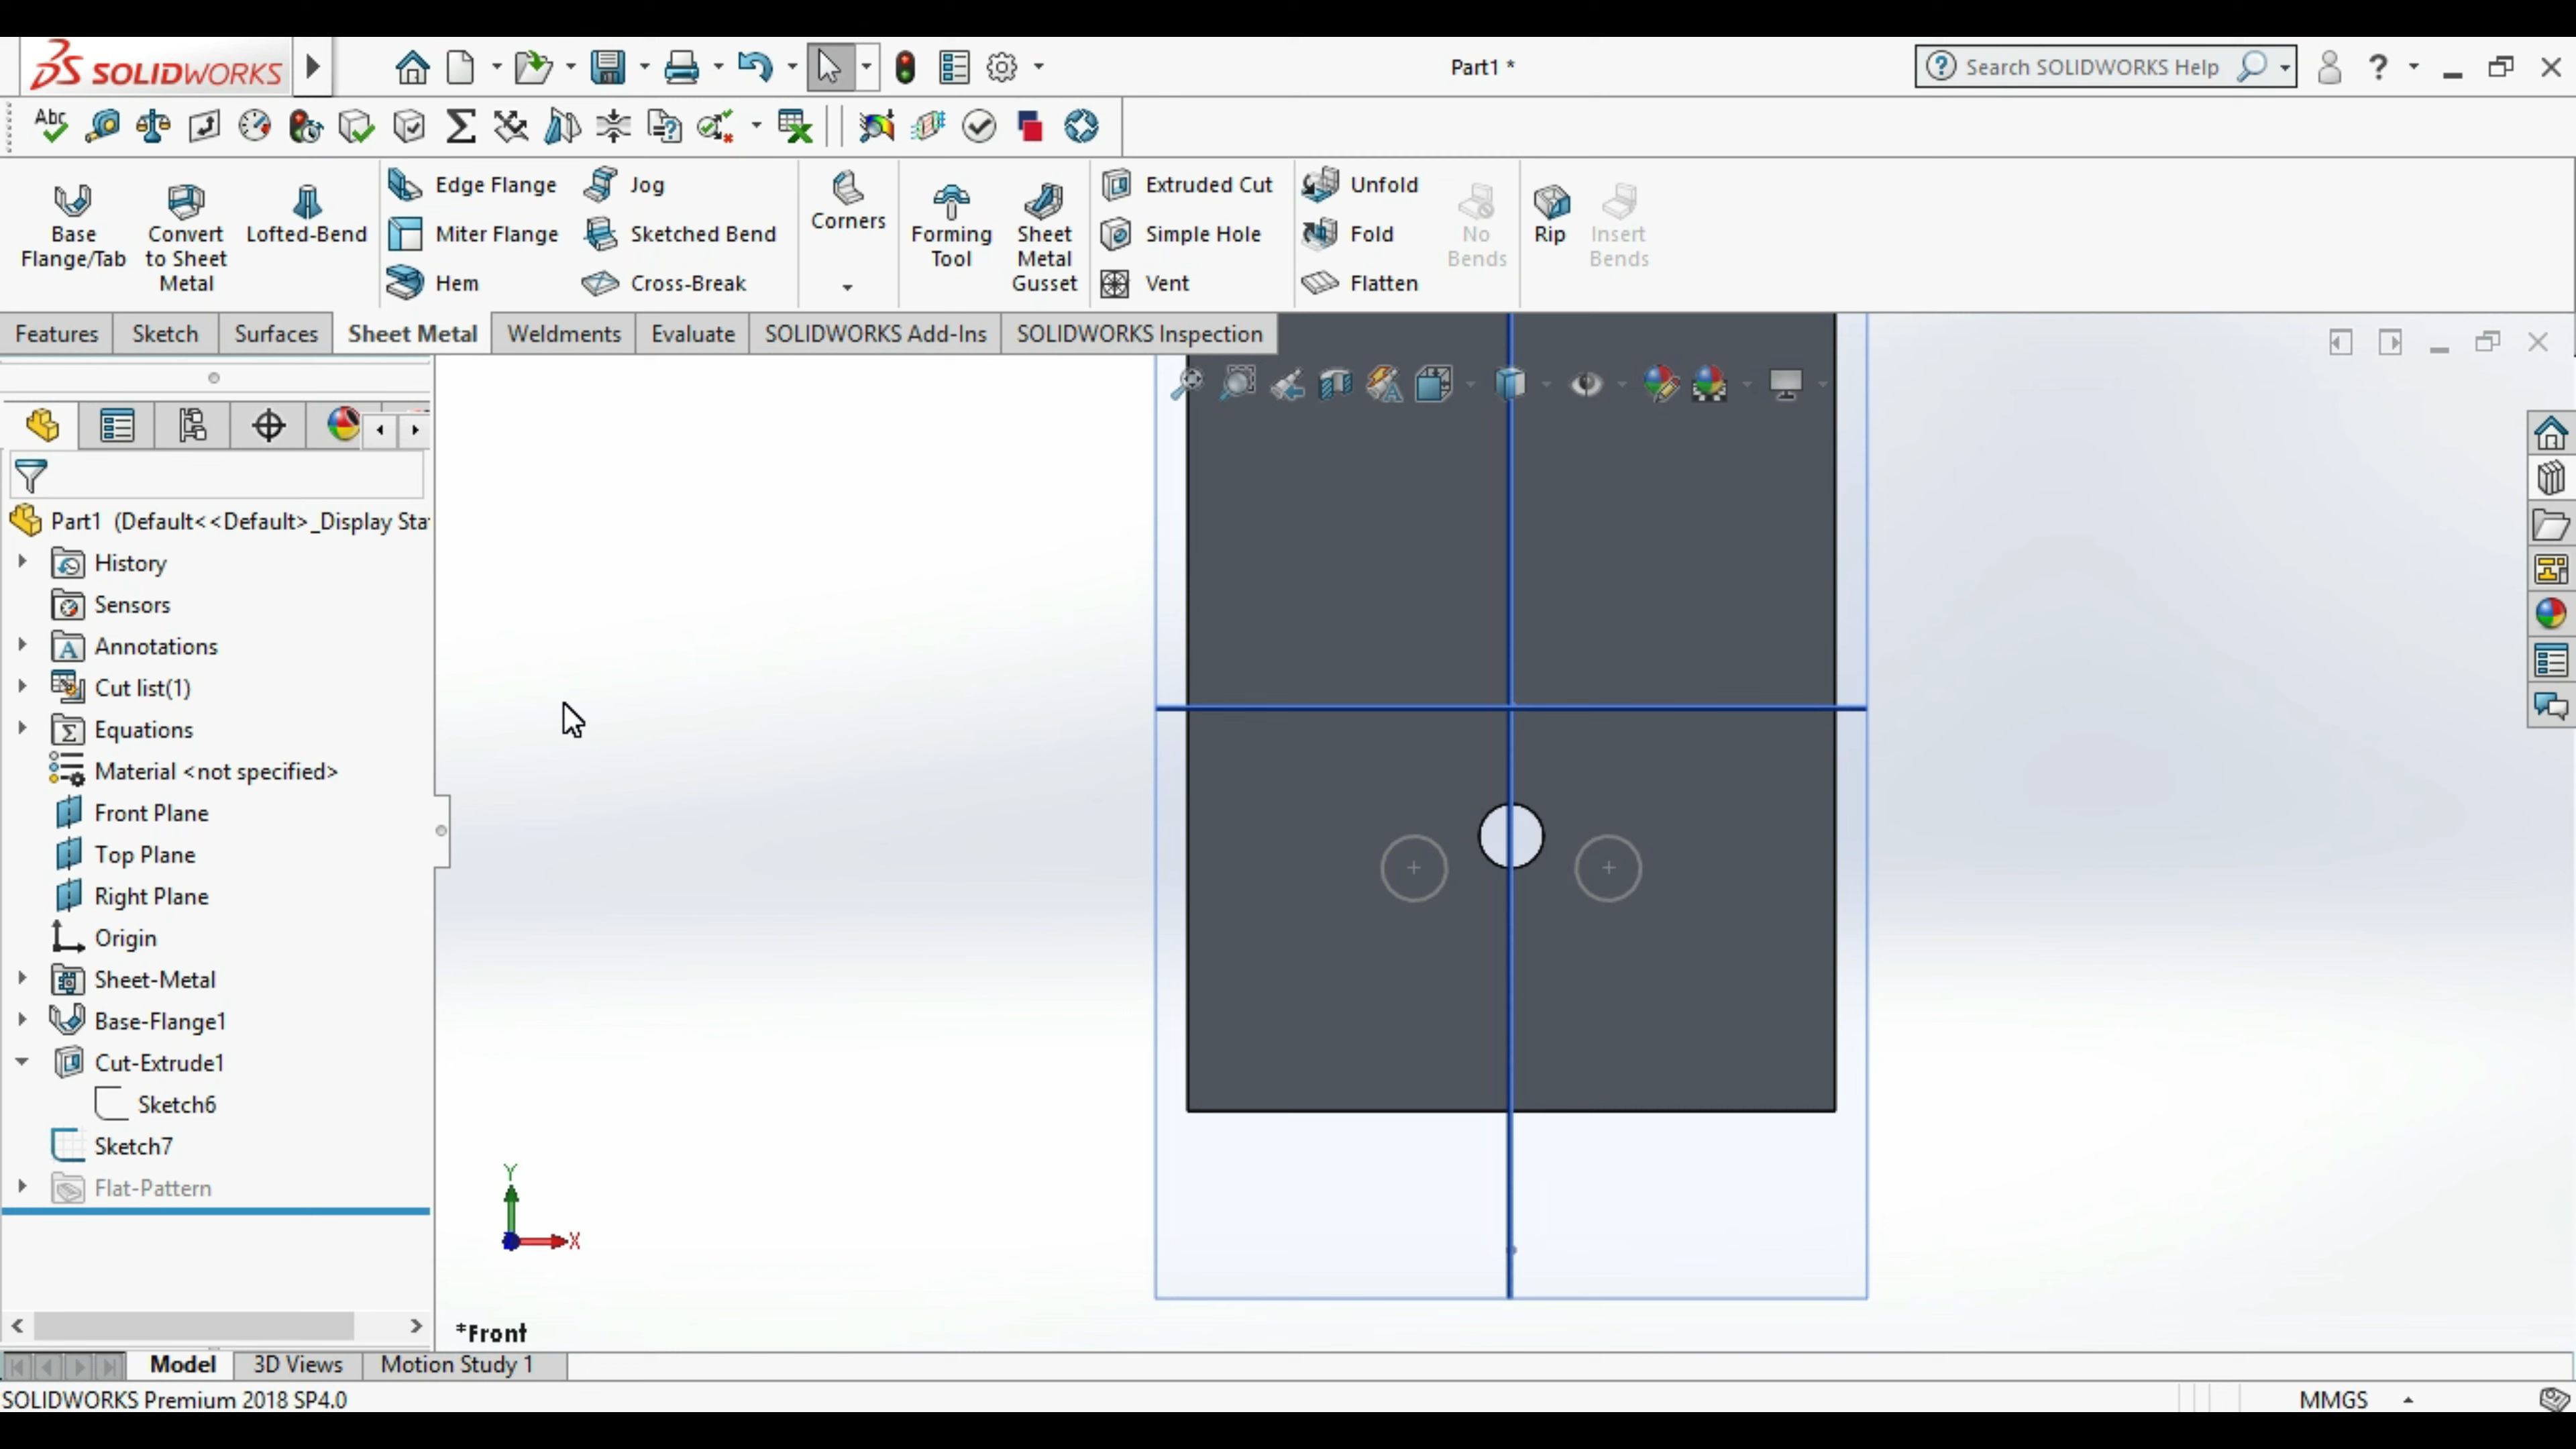 SOLIDWORKS
Part1 *
Search SOLIDWORKS Help
Abc
Base Flange/Tab
Convert to Sheet Metal
Lofted-Bend
Edge Flange
Miter Flange
Hem
Jog
Sketched Bend
Cross-Break
Corners
Forming Tool
Sheet Metal Gusset
Extruded Cut
Simple Hole
Vent
Unfold
Fold
Flatten
No Bends
Rip
Insert Bends
Features
Sketch
Surfaces
Sheet Metal
Weldments
Evaluate
SOLIDWORKS Add-Ins
SOLIDWORKS Inspection
Part1 (Default<<Default>_Display Sta
History
Sensors
Annotations
Cut list(1)
Equations
Material <not specified>
Front Plane
Top Plane
Right Plane
Origin
Sheet-Metal
Base-Flange1
Cut-Extrude1
Sketch6
Sketch7
Flat-Pattern
Y
X
*Front
Model
3D Views
Motion Study 1
SOLIDWORKS Premium 2018 SP4.0
MMGS